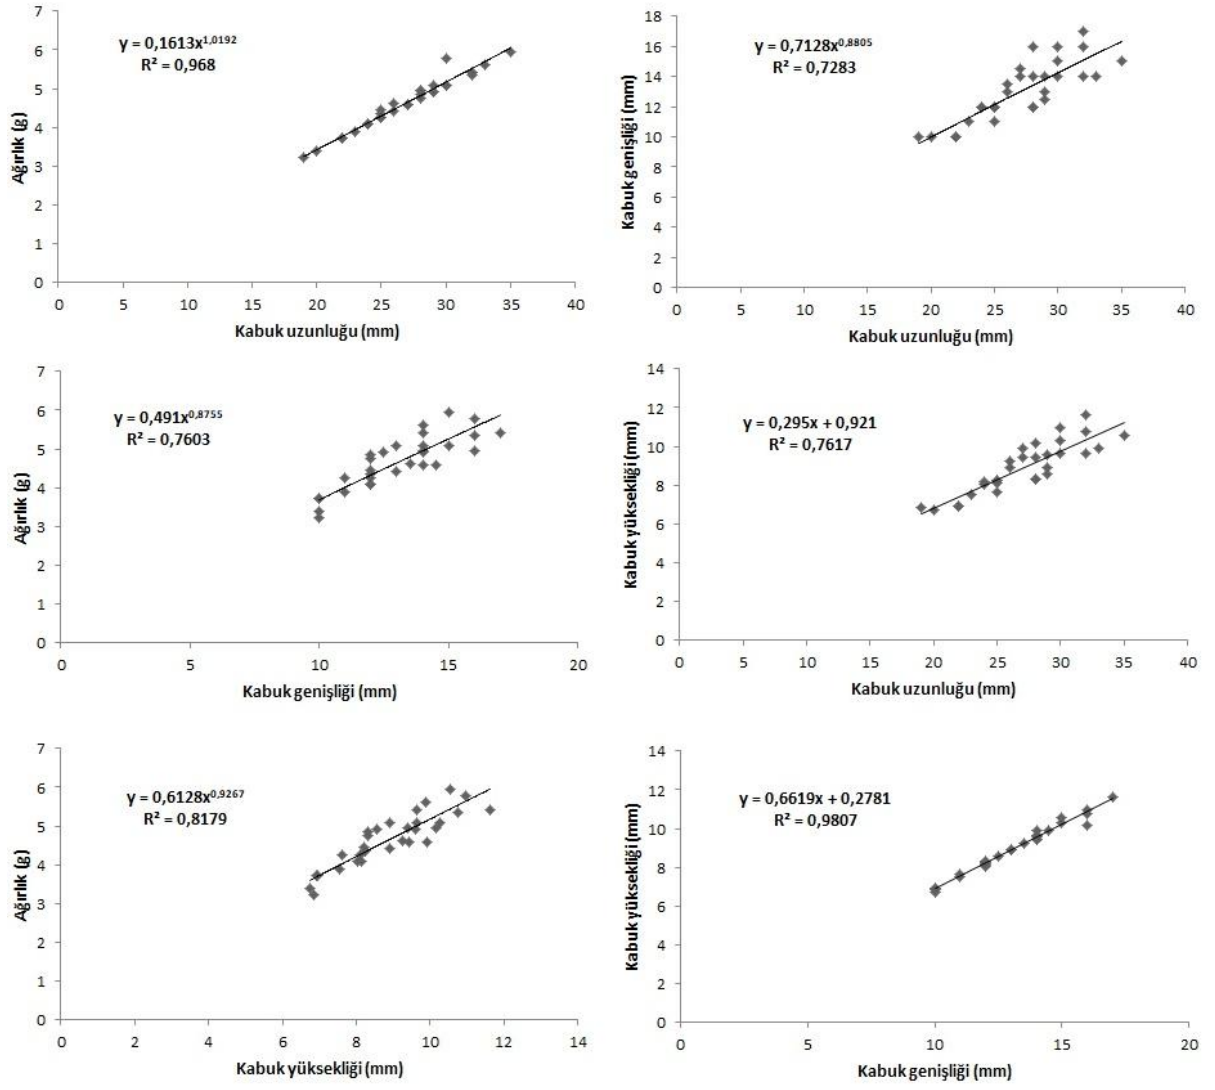 7
6
5
4
3
2
1
0
Ağırlık (g)
y = 0,1613x^1,0192
R² = 0,968
0 5 10 15 20 25 30 35 40
Kabuk uzunluğu (mm)
18
16
14
12
10
8
6
4
2
0
Kabuk genişliği (mm)
y = 0,7128x^0,8805
R² = 0,7283
0 5 10 15 20 25 30 35 40
Kabuk uzunluğu (mm)
7
6
5
4
3
2
1
0
Ağırlık (g)
y = 0,491x^0,8755
R² = 0,7603
0 5 10 15 20
Kabuk genişliği (mm)
14
12
10
8
6
4
2
0
Kabuk yüksekliği (mm)
y = 0,295x + 0,921
R² = 0,7617
0 5 10 15 20 25 30 35 40
Kabuk uzunluğu (mm)
7
6
5
4
3
2
1
0
Ağırlık (g)
y = 0,6128x^0,9267
R² = 0,8179
0 2 4 6 8 10 12 14
Kabuk yüksekliği (mm)
14
12
10
8
6
4
2
0
Kabuk yüksekliği (mm)
y = 0,6619x + 0,2781
R² = 0,9807
0 5 10 15 20
Kabuk genişliği (mm)